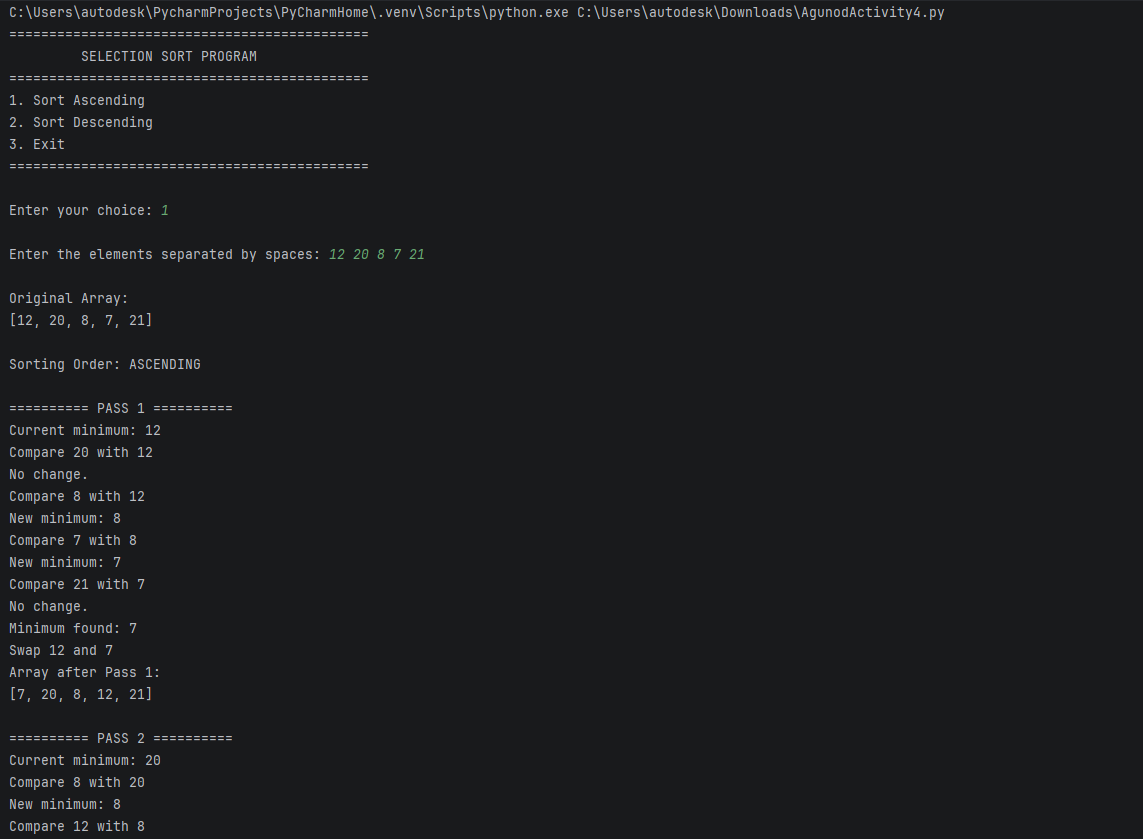 C:\Users\autodesk\PycharmProjects\PyCharmHome\.venv\Scripts\python.exe C:\Users\autodesk\Downloads\AgunodActivity4.py
=============================================
         SELECTION SORT PROGRAM
=============================================
1. Sort Ascending
2. Sort Descending
3. Exit
=============================================
Enter your choice: 1
Enter the elements separated by spaces: 12 20 8 7 21
Original Array:
[12, 20, 8, 7, 21]
Sorting Order: ASCENDING
========== PASS 1 ==========
Current minimum: 12
Compare 20 with 12
No change.
Compare 8 with 12
New minimum: 8
Compare 7 with 8
New minimum: 7
Compare 21 with 7
No change.
Minimum found: 7
Swap 12 and 7
Array after Pass 1:
[7, 20, 8, 12, 21]
========== PASS 2 ==========
Current minimum: 20
Compare 8 with 20
New minimum: 8
Compare 12 with 8